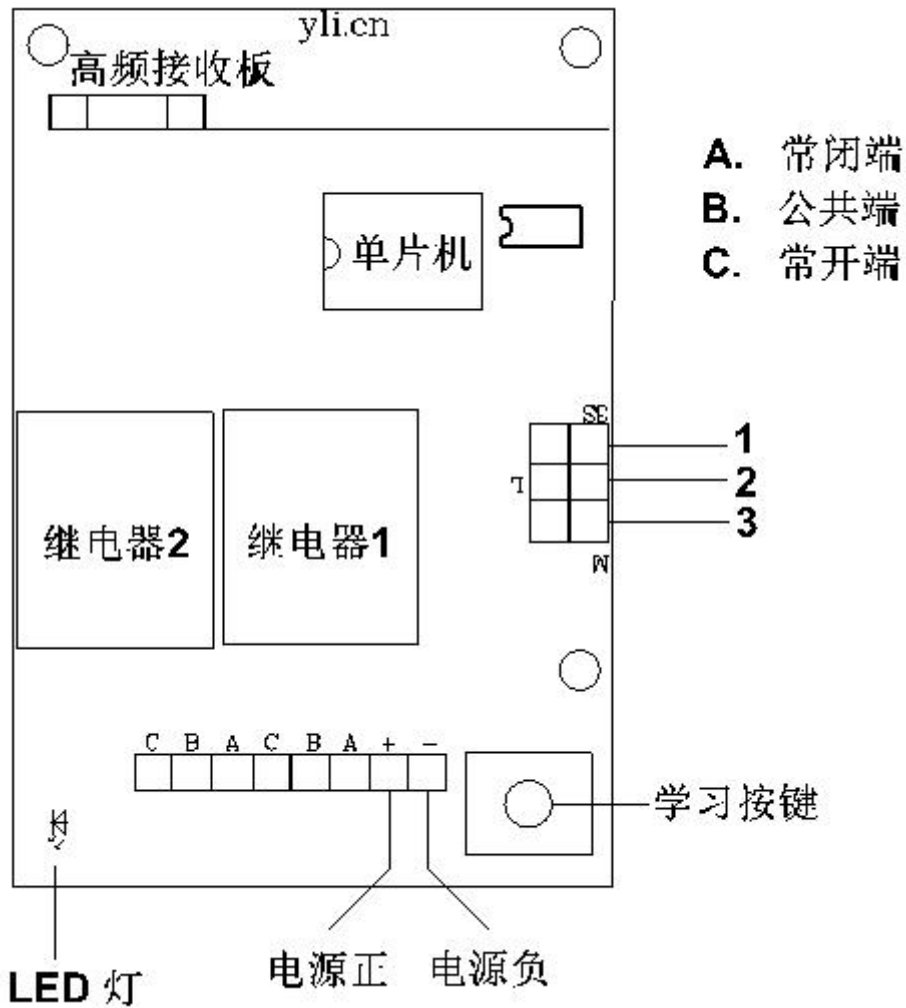 yli.cn
高频接收板
A. 常闭端
B. 公共端
C. 常开端
单片机
3S
1
L
2
3
M
继电器2
继电器1
C B A C B A + -
学习按键
电源正
电源负
LED 灯